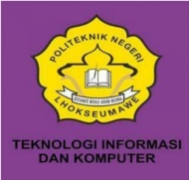 POLITEKNIK NEGERI
LHOKSEUMAWE
TEKNOLOGI INFORMASI
DAN KOMPUTER